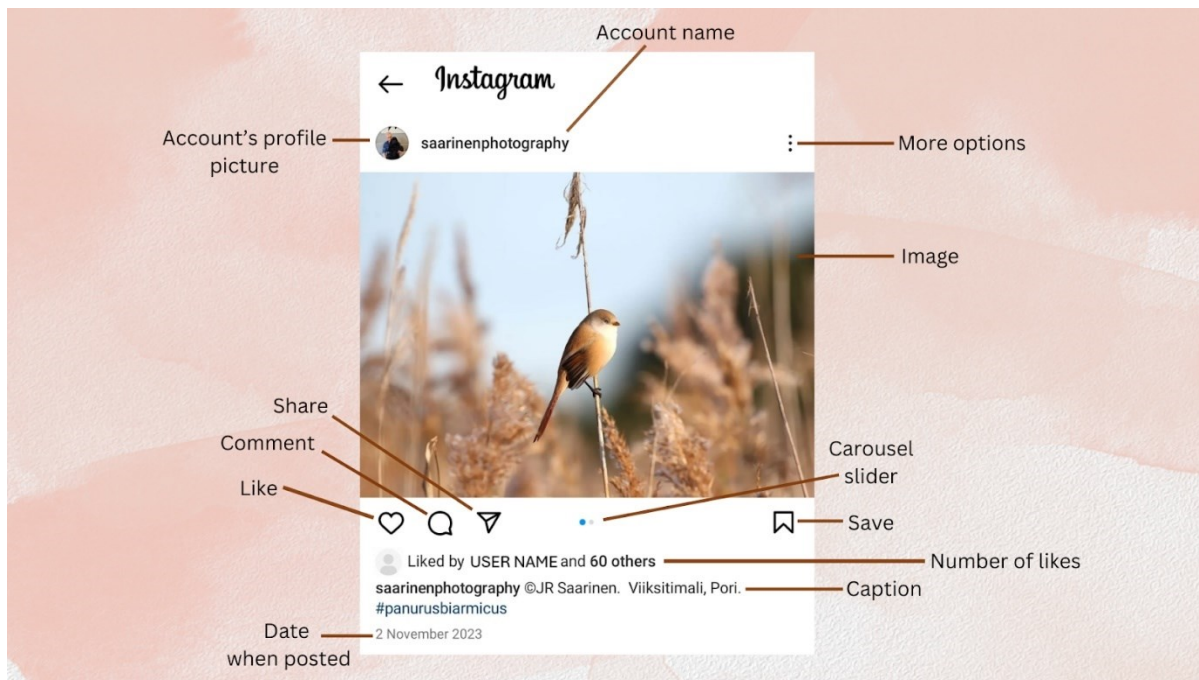 Account name
Instagram
Account's profile
picture
saarinenphotography
More options
Image
Share
Comment
Like
Carousel
slider
Save
Liked by USER NAME and 60 others
Number of likes
saarinenphotography ©JR Saarinen. Viiksitimali, Pori.
Caption
#panurusbiarmicus
Date
when posted
2 November 2023